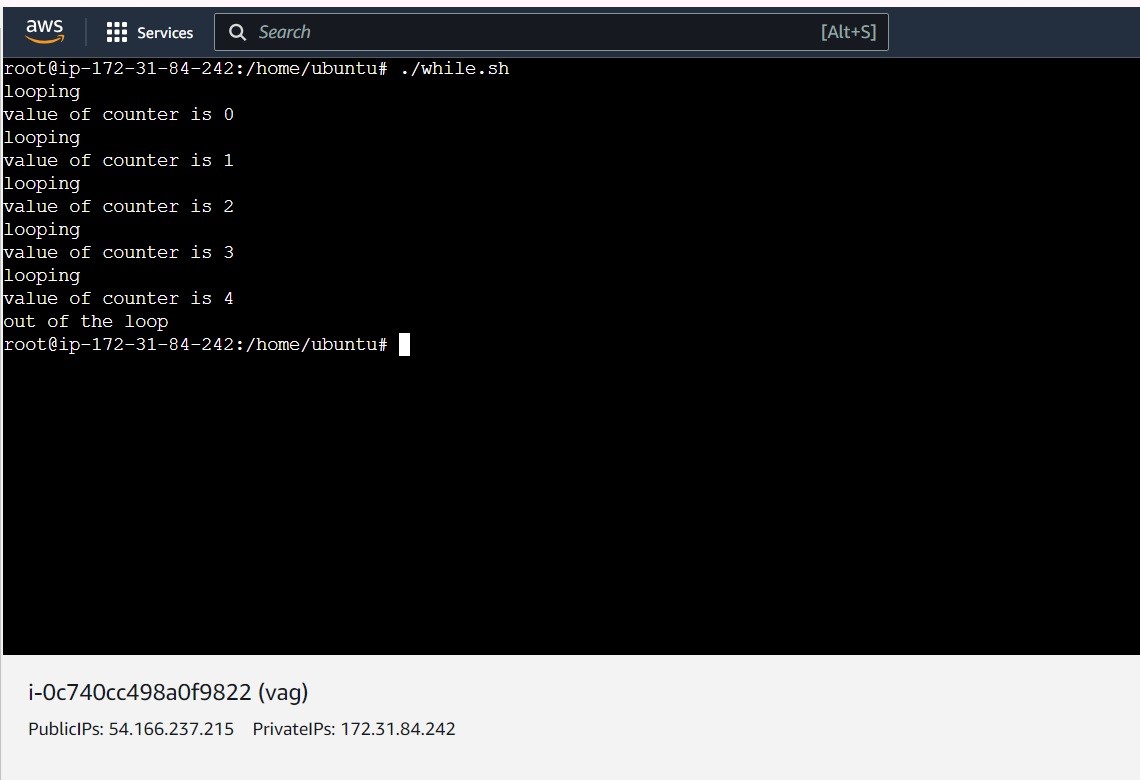 aws Services Search [Alt+S]
root@ip-172-31-84-242:/home/ubuntu# ./while.sh
looping
value of counter is 0
looping
value of counter is 1
looping
value of counter is 2
looping
value of counter is 3
looping
value of counter is 4
out of the loop
root@ip-172-31-84-242:/home/ubuntu#
i-0c740cc498a0f9822 (vag)
PublicIPs: 54.166.237.215 PrivateIPs: 172.31.84.242